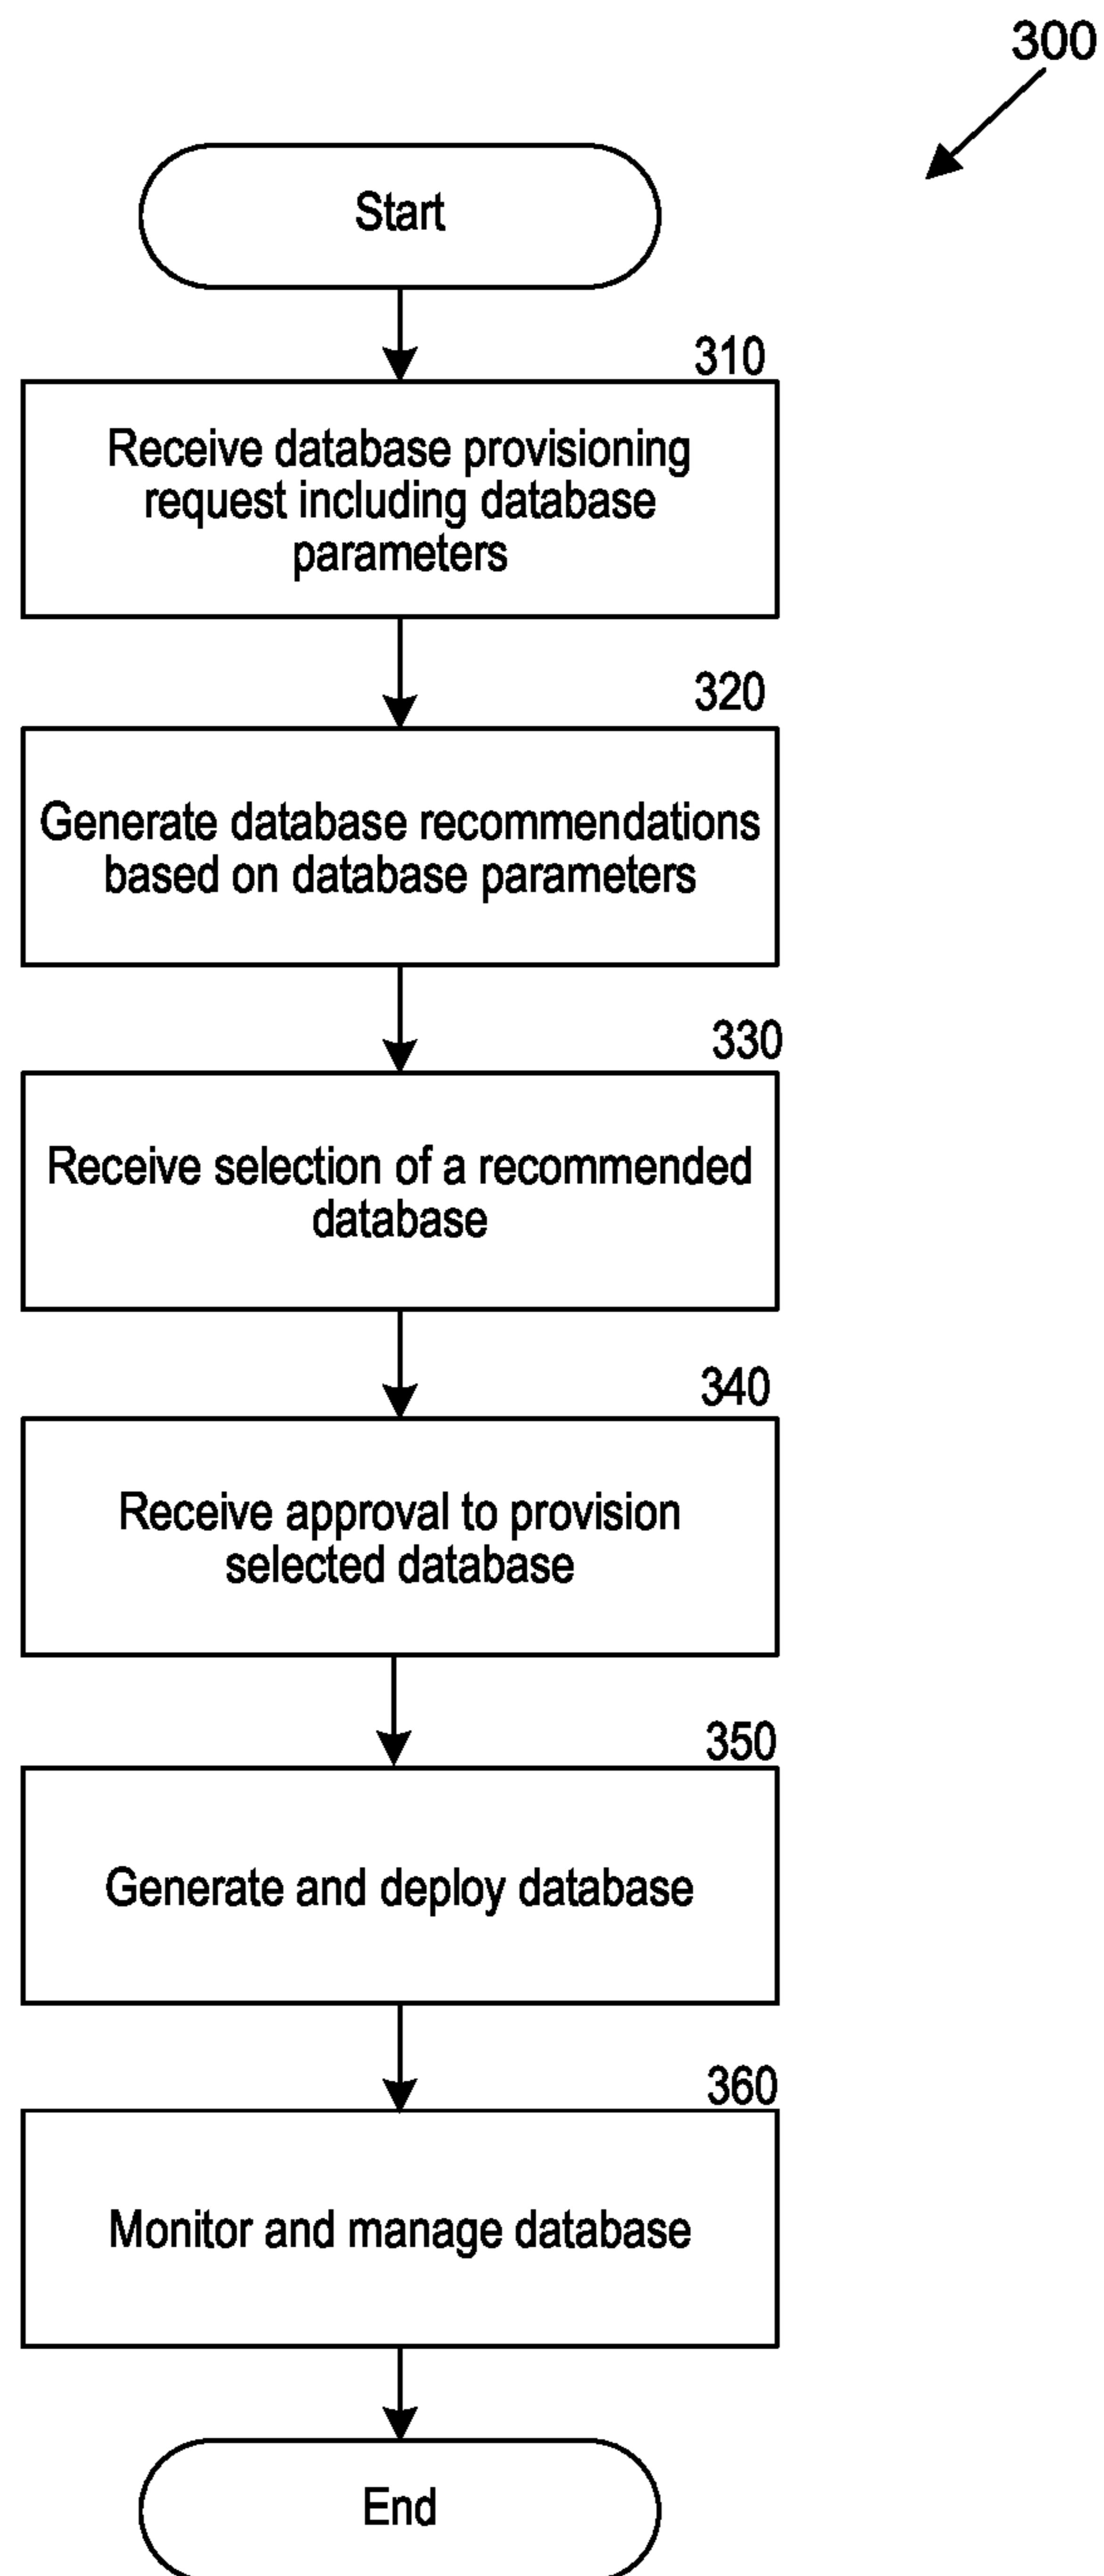 300
Start
310
Receive database provisioning
request including database
parameters
320
Generate database recommendations
based on database parameters
330
Receive selection of a recommended
database
340
Receive approval to provision
selected database
350
Generate and deploy database
360
Monitor and manage database
End